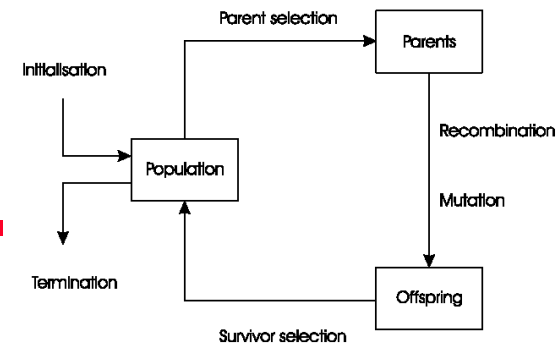 Parent selection
Parents
Initialisation
Recombination
Population
Mutation
Termination
Offspring
Survivor selection